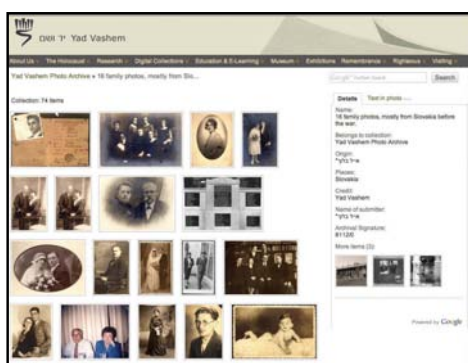 יד ושם Yad Vashem
About Us The Holocaust Research Digital Collections Education & E-Learning Museum Exhibitions Remembrance Righteous Visiting
Yad Vashem Photo Archive » 16 family photos, mostly from Slo...
Search
Collection: 74 items
Details
Text in photo
Name:
16 family photos, mostly from Slovakia before
the war.
Belongs to collection:
Yad Vashem Photo Archive
Origin:
Places:
Slovakia
Credit:
Yad Vashem
Name of submitter:
Archival Signature:
More items (3):
Powered by Google